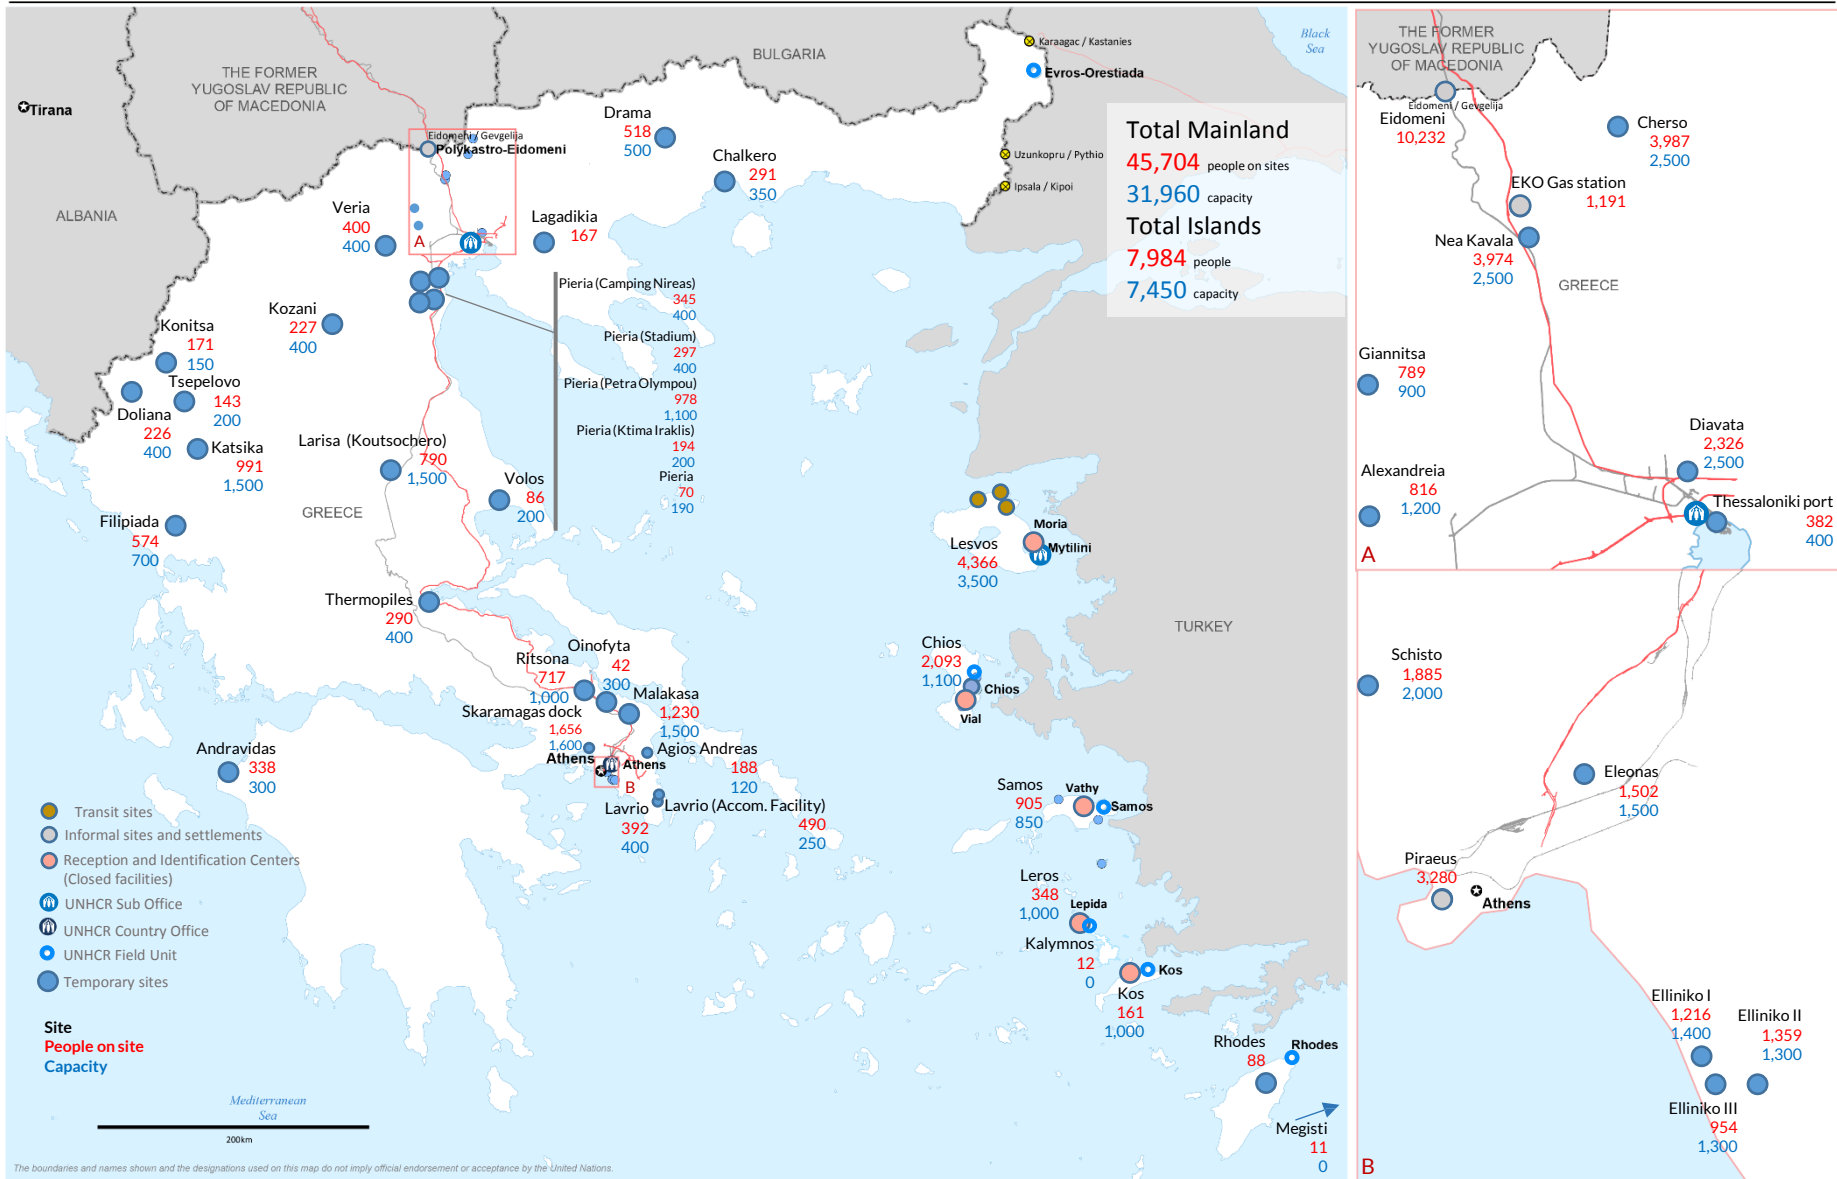 BULGARIA
THE FORMER
YUGOSLAV REPUBLIC
OF MACEDONIA
Tirana
ALBANIA
Black
Sea
Karaagac / Kastanies
Evros-Orestiada
Uzunkopru / Pythio
Ipsala / Kipoi
Eidomeni / Gevgelija
Polykastro-Eidomeni
A
Drama
518
500
Chalkero
291
350
Veria
400
400
Lagadikia
167
Total Mainland
45,704 people on sites
31,960 capacity
Total Islands
7,984 people
7,450 capacity
Pieria (Camping Nireas)
345
400
Pieria (Stadium)
297
400
Pieria (Petra Olympou)
978
1,100
Pieria (Ktima Iraklis)
194
200
Pieria
70
190
Kozani
227
400
Konitsa
171
150
Tsepelovo
143
200
Doliana
226
400
Katsika
991
1,500
Larisa (Koutsochero)
790
1,500
Volos
86
200
GREECE
Filipiada
574
700
Thermopiles
290
400
Oinofyta
42
300
Ritsona
717
1,000
Malakasa
1,230
1,500
Skaramagas dock
1,656
1,600
Athens
Athens
B
Agios Andreas
188
120
Lavrio (Accom. Facility)
490
250
Lavrio
392
400
Andravidas
338
300
Moria
Mytilini
Lesvos
4,366
3,500
TURKEY
Chios
2,093
1,100
Chios
Vial
Samos
905
850
Vathy
Samos
Leros
348
1,000
Lepida
Kalymnos
12
0
Kos
Kos
161
1,000
Rhodes
88
Rhodes
Megisti
11
0
Transit sites
Informal sites and settlements
Reception and Identification Centers
(Closed facilities)
UNHCR Sub Office
UNHCR Country Office
UNHCR Field Unit
Temporary sites
Site
People on site
Capacity
Mediterranean
Sea
200km
The boundaries and names shown and the designations used on this map do not imply official endorsement or acceptance by the United Nations.
THE FORMER
YUGOSLAV REPUBLIC
OF MACEDONIA
Eidomeni / Gevgelija
Eidomeni
10,232
Cherso
3,987
2,500
EKO Gas station
1,191
Nea Kavala
3,974
2,500
GREECE
Giannitsa
789
900
Diavata
2,326
2,500
Alexandreia
816
1,200
Thessaloniki port
382
400
A
Schisto
1,885
2,000
Eleonas
1,502
1,500
Piraeus
3,280
Athens
Elliniko I
1,216
1,400
Elliniko II
1,359
1,300
Elliniko III
954
1,300
B